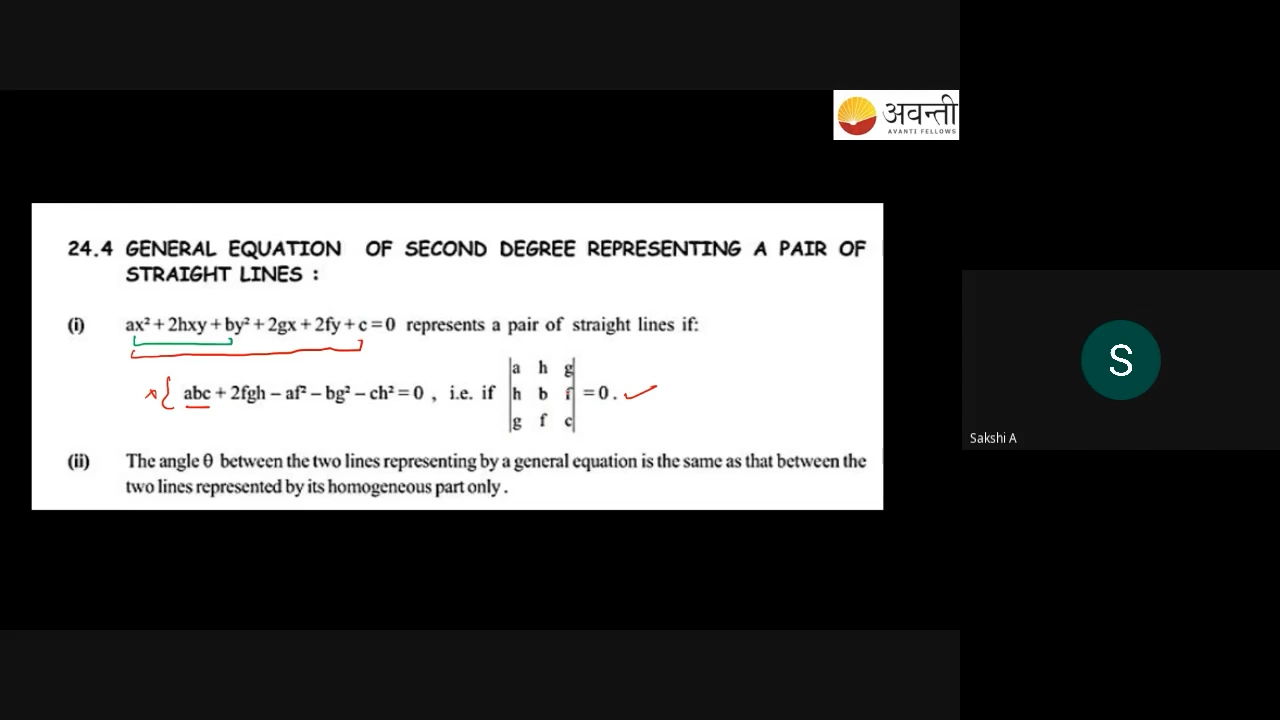 अवन्ती
AVANTI FELLOWS
24.4 GENERAL EQUATION OF SECOND DEGREE REPRESENTING A PAIR OF
STRAIGHT LINES :
(i) ax² + 2hxy + by² + 2gx + 2fy + c = 0 represents a pair of straight lines if:
abc + 2fgh – af² – bg² – ch² = 0 , i.e. if |a h g| = 0 .
|h b f|
|g f c|
(ii) The angle θ between the two lines representing by a general equation is the same as that between the
two lines represented by its homogeneous part only .
S
Sakshi A